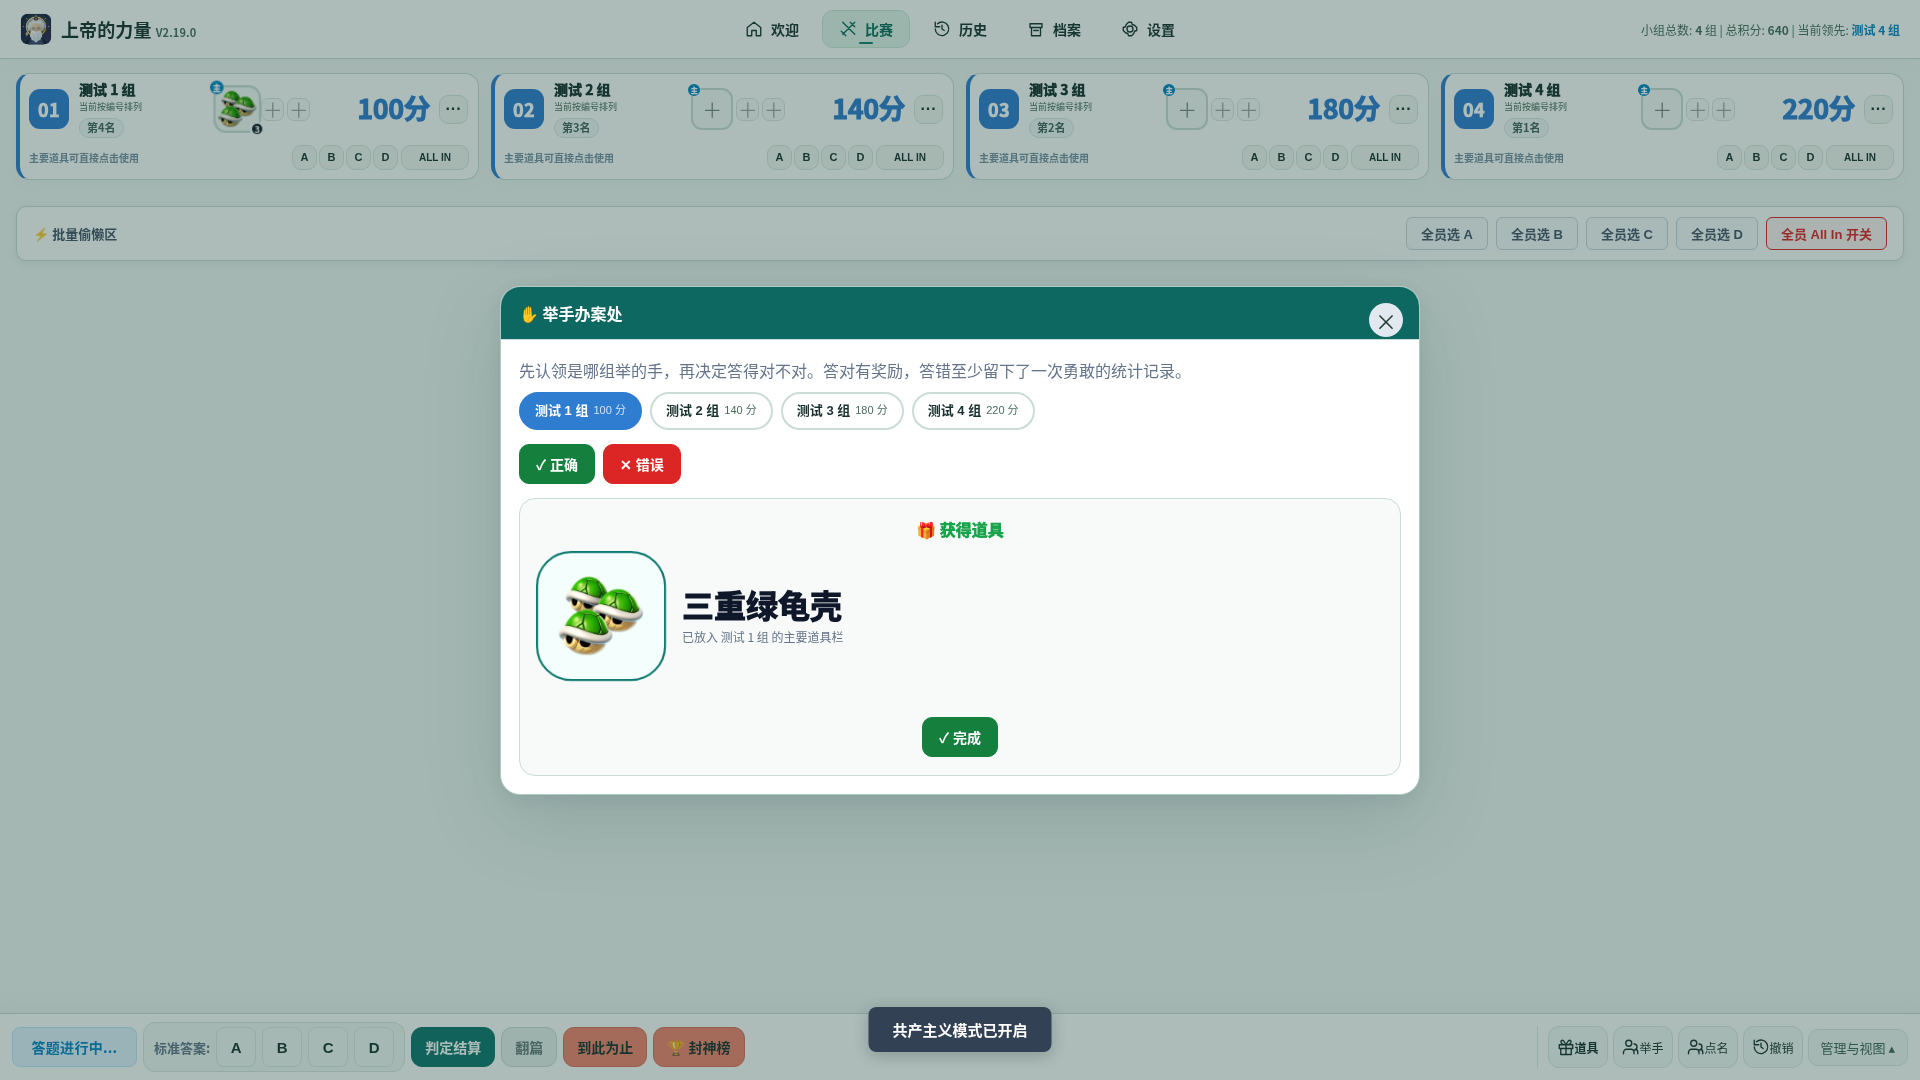 上帝的力量 V2.19.0
欢迎
比赛
历史
档案
设置
小组总数: 4 组 | 总积分: 640 | 当前领先: 测试 4 组
01
测试 1 组
当前按编号排列
第4名
主
3
100分
...
主要道具可直接点击使用
A B C D ALL IN
02
测试 2 组
当前按编号排列
第3名
主
140分
...
主要道具可直接点击使用
A B C D ALL IN
03
测试 3 组
当前按编号排列
第2名
主
180分
...
主要道具可直接点击使用
A B C D ALL IN
04
测试 4 组
当前按编号排列
第1名
主
220分
...
主要道具可直接点击使用
A B C D ALL IN
⚡ 批量偷懒区
全员选 A
全员选 B
全员选 C
全员选 D
全员 All In 开关
✋ 举手办案处
先认领是哪组举的手，再决定答得对不对。答对有奖励，答错至少留下了一次勇敢的统计记录。
测试 1 组 100 分
测试 2 组 140 分
测试 3 组 180 分
测试 4 组 220 分
✓ 正确
✕ 错误
🎁 获得道具
三重绿龟壳
已放入 测试 1 组 的主要道具栏
✓ 完成
共产主义模式已开启
答题进行中...
标准答案: A B C D
判定结算
翻篇
到此为止
🏆 封神榜
道具
举手
点名
撤销
管理与视图 ▴